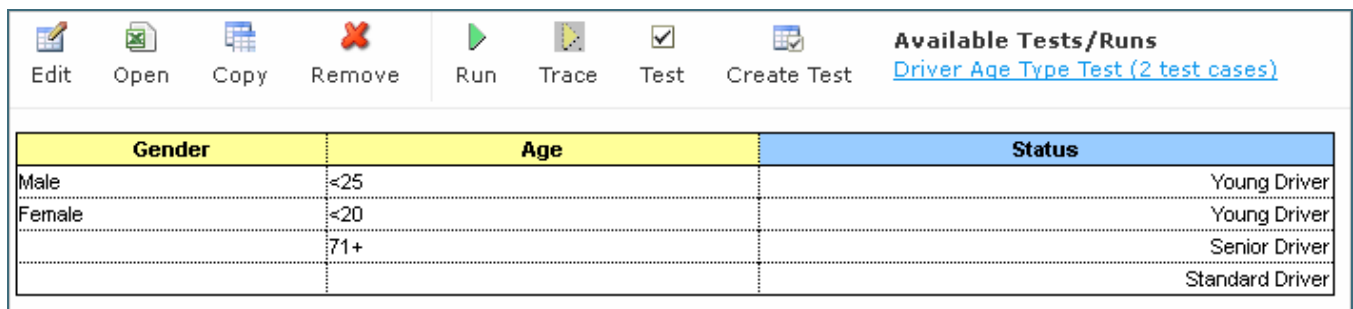 Edit Open Copy Remove Run Trace Test Create Test
Available Tests/Runs
Driver Age Type Test (2 test cases)
Gender Age Status
Male <25 Young Driver
Female <20 Young Driver
71+ Senior Driver
Standard Driver